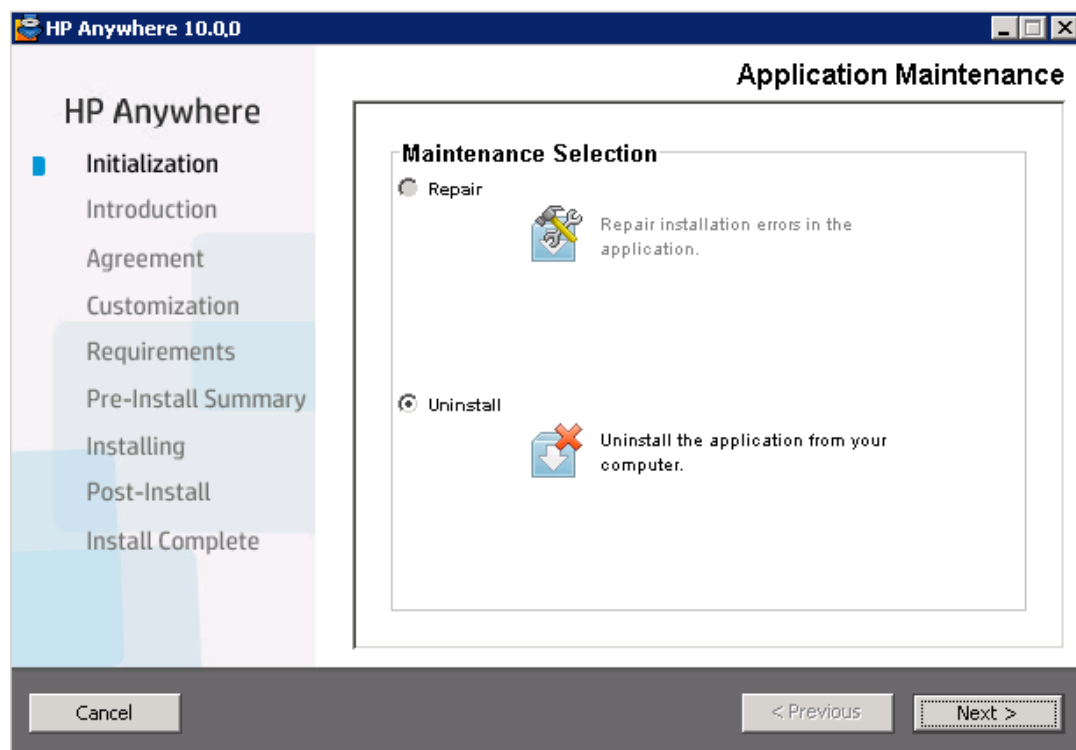 HP Anywhere 10.0.0
Application Maintenance
HP Anywhere
Initialization
Introduction
Agreement
Customization
Requirements
Pre-Install Summary
Installing
Post-Install
Install Complete
Maintenance Selection
Repair
Repair installation errors in the
application.
Uninstall
Uninstall the application from your
computer.
Cancel
< Previous
Next >